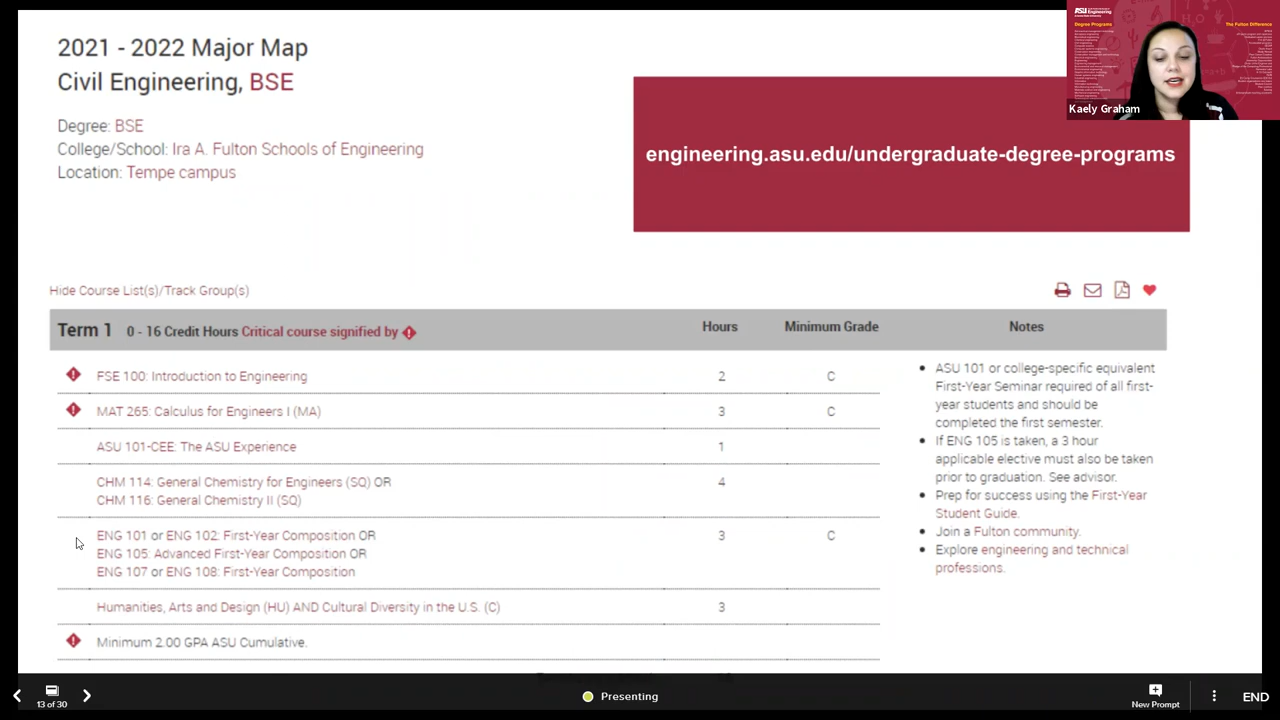 2021 - 2022 Major Map
Civil Engineering, BSE
Degree: BSE
College/School: Ira A. Fulton Schools of Engineering
Location: Tempe campus
engineering.asu.edu/undergraduate-degree-programs
ASU
Engineering
Degree Programs
The Fulton Difference
Kaely Graham
Hide Course List(s)/Track Group(s)
Term 1 0 - 16 Credit Hours Critical course signified by
Hours
Minimum Grade
Notes
FSE 100: Introduction to Engineering 2 C
MAT 265: Calculus for Engineers I (MA) 3 C
ASU 101-CEE: The ASU Experience 1
CHM 114: General Chemistry for Engineers (SQ) OR 4
CHM 116: General Chemistry II (SQ)
ENG 101 or ENG 102: First-Year Composition OR 3 C
ENG 105: Advanced First-Year Composition OR
ENG 107 or ENG 108: First-Year Composition
Humanities, Arts and Design (HU) AND Cultural Diversity in the U.S. (C) 3
Minimum 2.00 GPA ASU Cumulative.
ASU 101 or college-specific equivalent
First-Year Seminar required of all first-
year students and should be
completed the first semester.
If ENG 105 is taken, a 3 hour
applicable elective must also be taken
prior to graduation. See advisor.
Prep for success using the First-Year
Student Guide.
Join a Fulton community.
Explore engineering and technical
professions.
13 of 30
Presenting
New Prompt
END